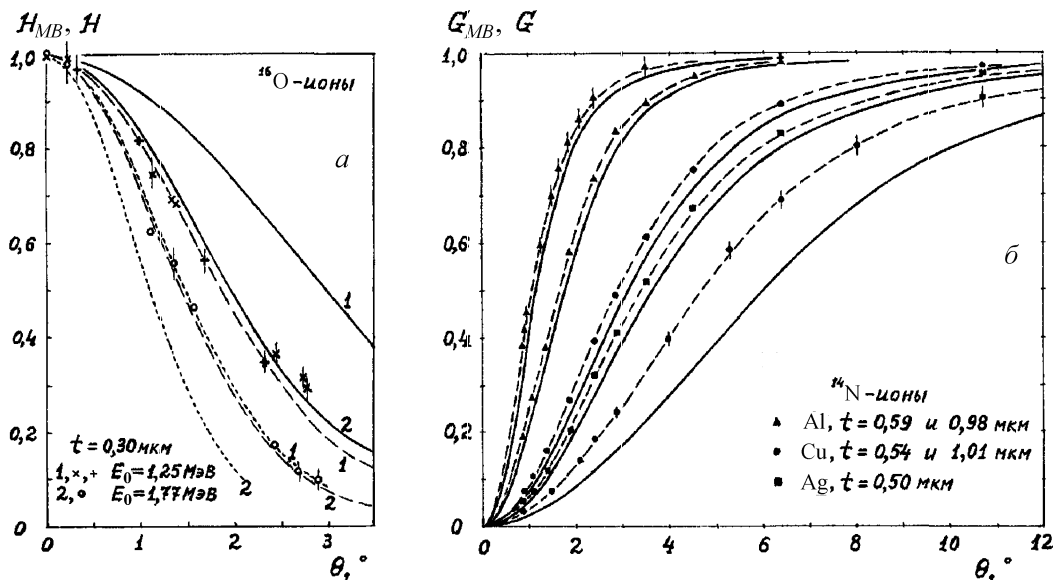 H_MB, H
1,0
0,8
0,6
0,4
0,2
0
¹⁶O-ионы
а
1
2
1
1
2
2
t = 0,30 мкм
1, ×, + E₀ = 1,25 МэВ
2, ○ E₀ = 1,77 МэВ
0 1 2 3
θ, °
G_MB, G
1,0
0,8
0,6
0,4
0,2
0
б
¹⁴N-ионы
▲ Al, t = 0,59 и 0,98 мкм
● Cu, t = 0,54 и 1,01 мкм
■ Ag, t = 0,50 мкм
0 2 4 6 8 10 12
θ, °